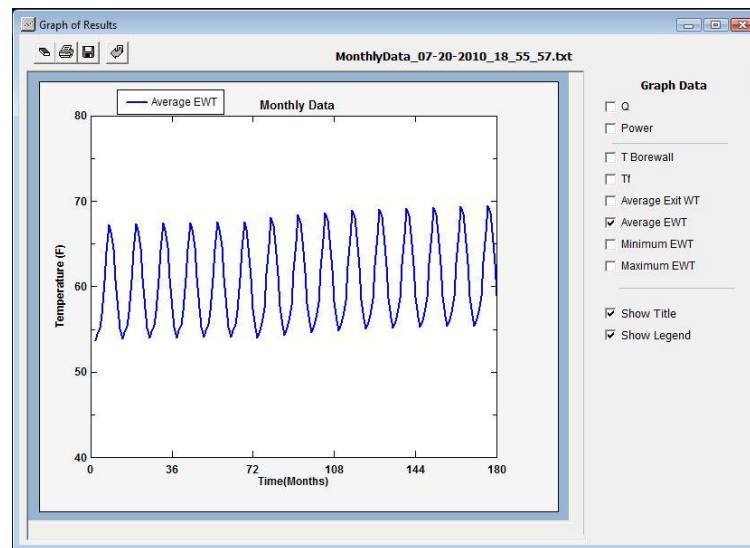 Graph of Results
MonthlyData_07-20-2010_18_55_57.txt
Average EWT
Monthly Data
80
70
60
50
40
Temperature (F)
0 36 72 108 144 180
Time(Months)
Graph Data
Q
Power
T Borewall
Tf
Average Exit WT
Average EWT
Minimum EWT
Maximum EWT
Show Title
Show Legend